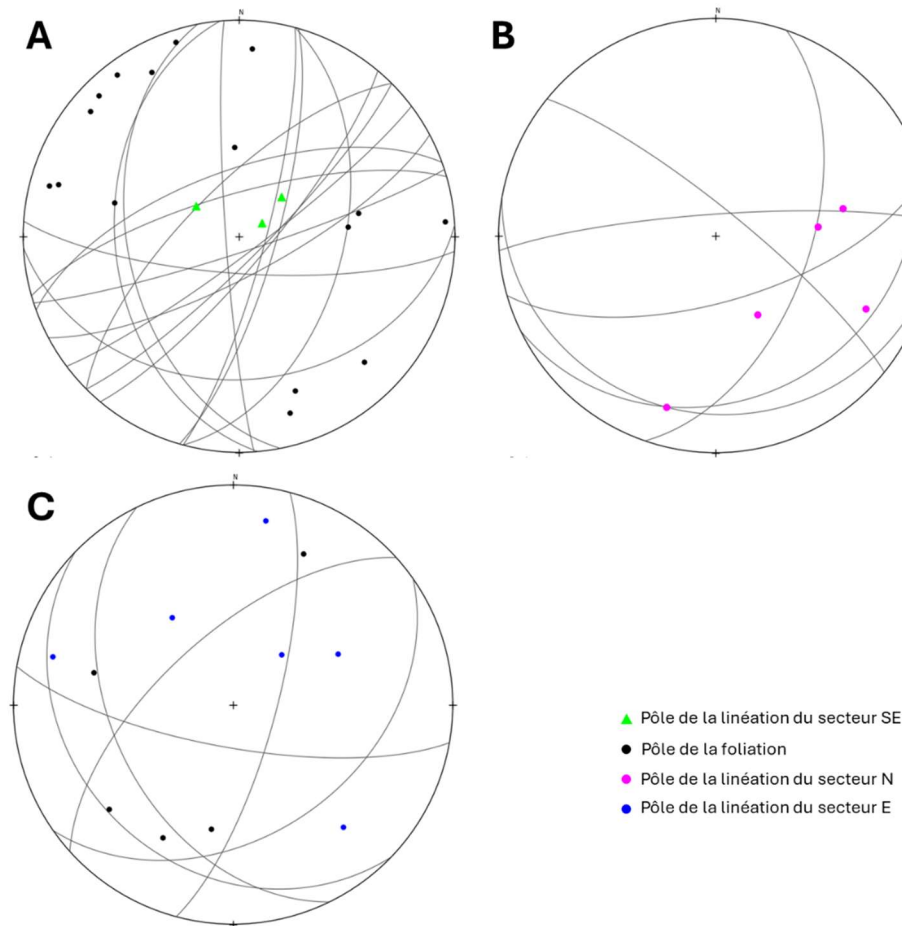 A
N
B
N
C
N
Pôle de la linéation du secteur SE
Pôle de la foliation
Pôle de la linéation du secteur N
Pôle de la linéation du secteur E